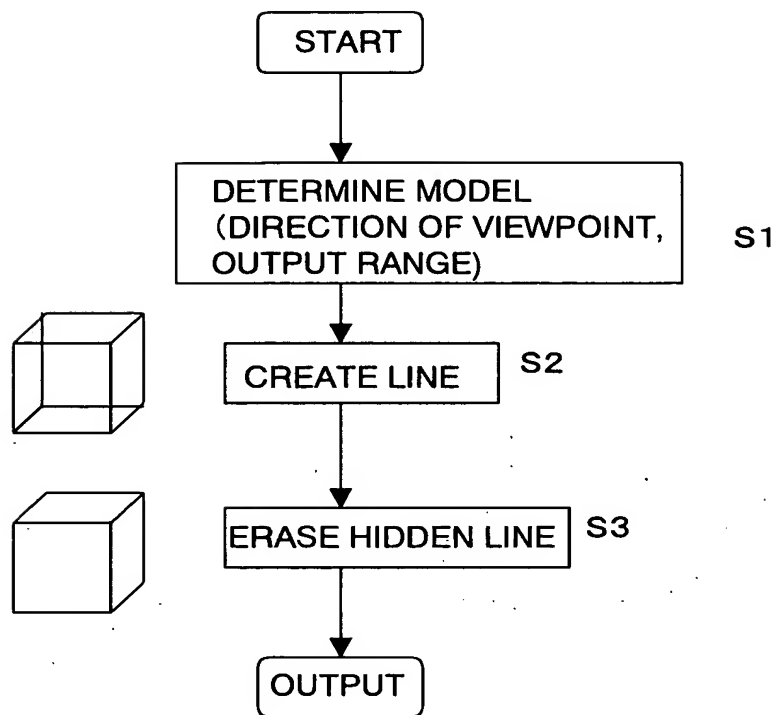 START
DETERMINE MODEL
(DIRECTION OF VIEWPOINT,
OUTPUT RANGE)
S1
CREATE LINE
S2
ERASE HIDDEN LINE
S3
OUTPUT